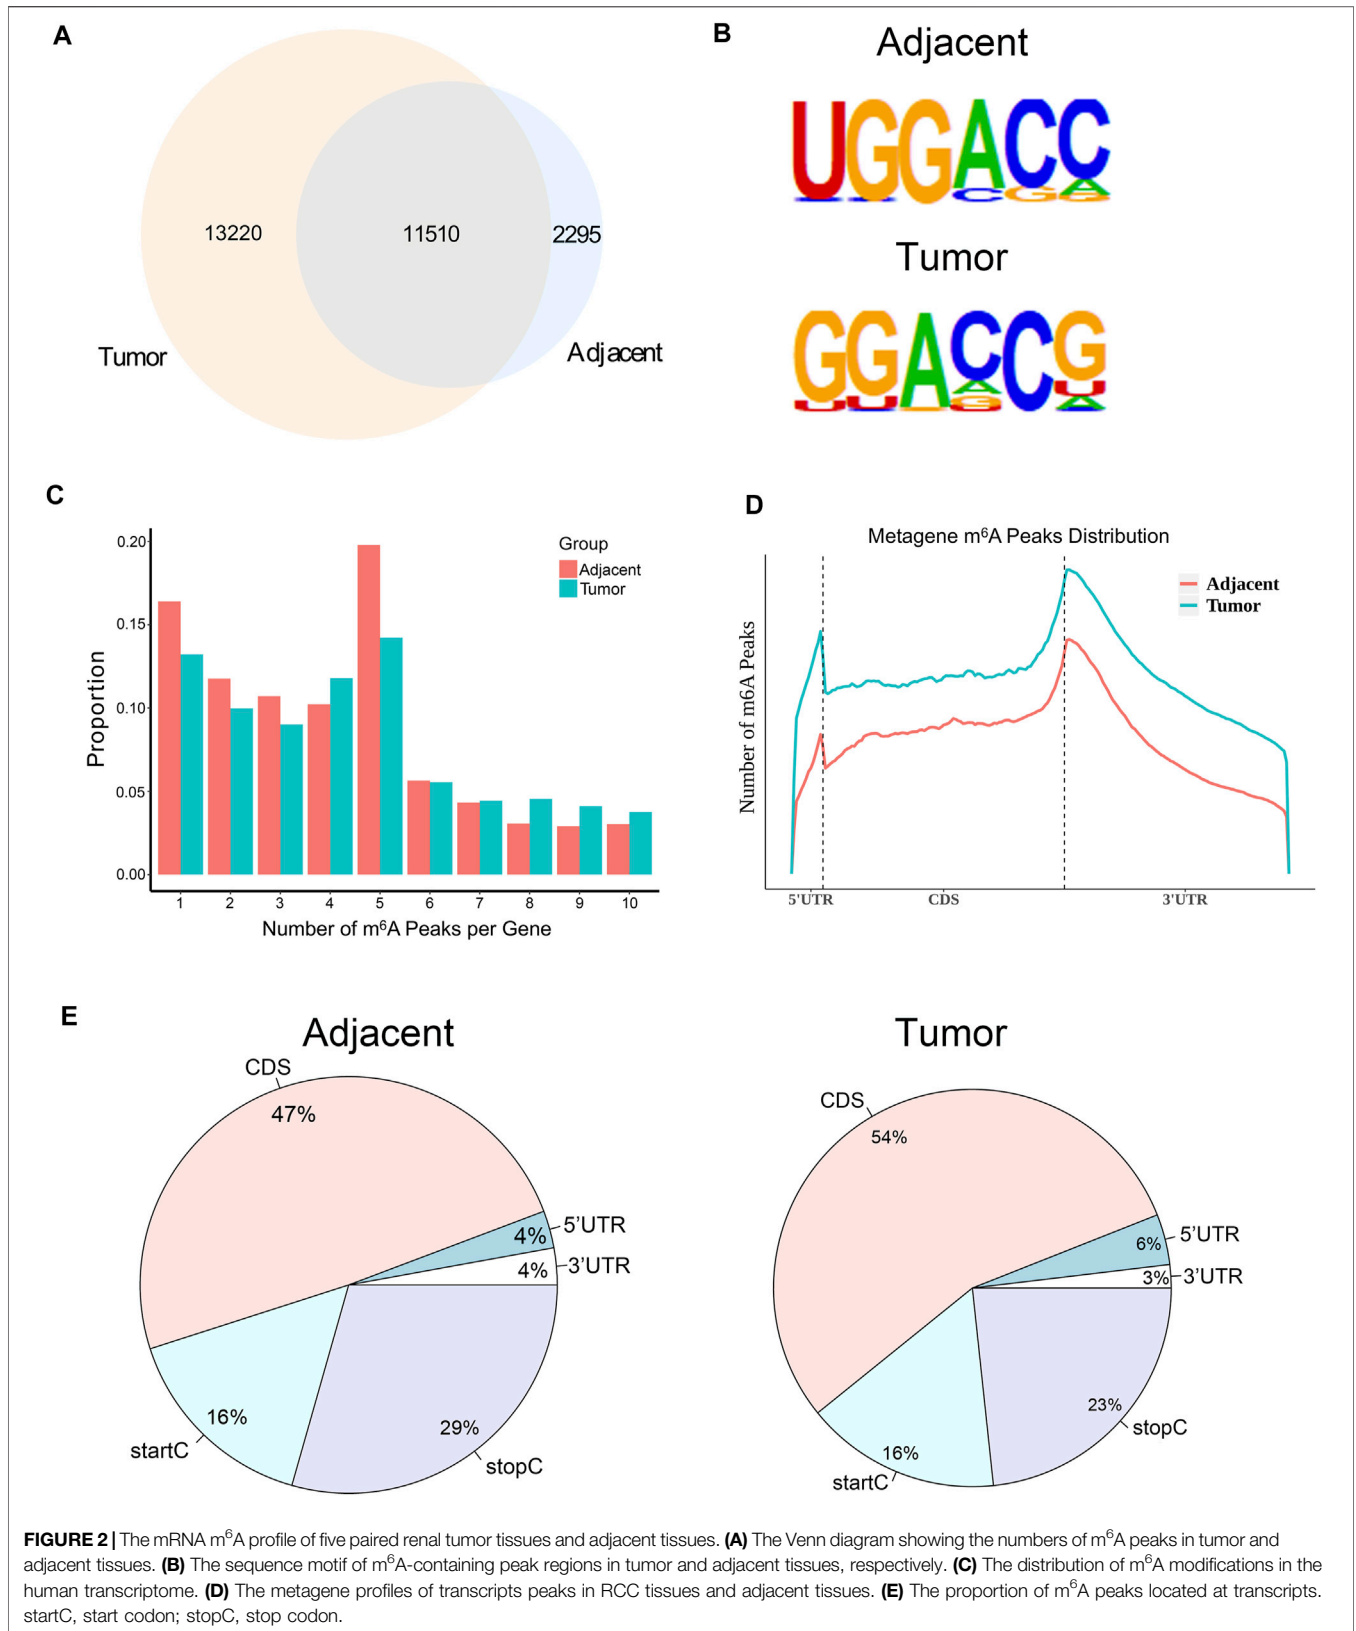 A
13220
11510
2295
Tumor
Adjacent
B
Adjacent
UGGACC
CGA
G
Tumor
GGACCG
UUGAU
GA
C
Proportion
0.20
0.15
0.10
0.05
0.00
Group
Adjacent
Tumor
1 2 3 4 5 6 7 8 9 10
Number of m⁶A Peaks per Gene
D
Metagene m⁶A Peaks Distribution
Number of m6A Peaks
Adjacent
Tumor
5'UTR CDS 3'UTR
E
Adjacent
CDS
47%
5’UTR
4%
3’UTR
4%
16%
startC
29%
stopC
Tumor
CDS
54%
5’UTR
6%
3’UTR
3%
23%
stopC
16%
startC
FIGURE 2 | The mRNA m⁶A profile of five paired renal tumor tissues and adjacent tissues. (A) The Venn diagram showing the numbers of m⁶A peaks in tumor and
adjacent tissues. (B) The sequence motif of m⁶A-containing peak regions in tumor and adjacent tissues, respectively. (C) The distribution of m⁶A modifications in the
human transcriptome. (D) The metagene profiles of transcripts peaks in RCC tissues and adjacent tissues. (E) The proportion of m⁶A peaks located at transcripts.
startC, start codon; stopC, stop codon.